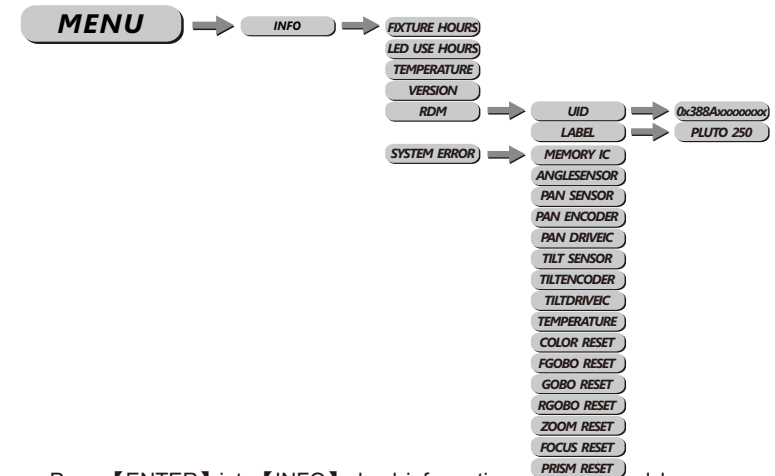 MENU INFO FIXTURE HOURS
LED USE HOURS
TEMPERATURE
VERSION
RDM UID 0x388Axxxxxxxx
LABEL PLUTO 250
SYSTEM ERROR MEMORY IC
ANGLESENSOR
PAN SENSOR
PAN ENCODER
PAN DRIVEIC
TILT SENSOR
TILTENCODER
TILTDRIVEIC
TEMPERATURE
COLOR RESET
FGOBO RESET
GOBO RESET
RGOBO RESET
ZOOM RESET
FOCUS RESET
PRISM RESET
【ENTER】 【INFO】